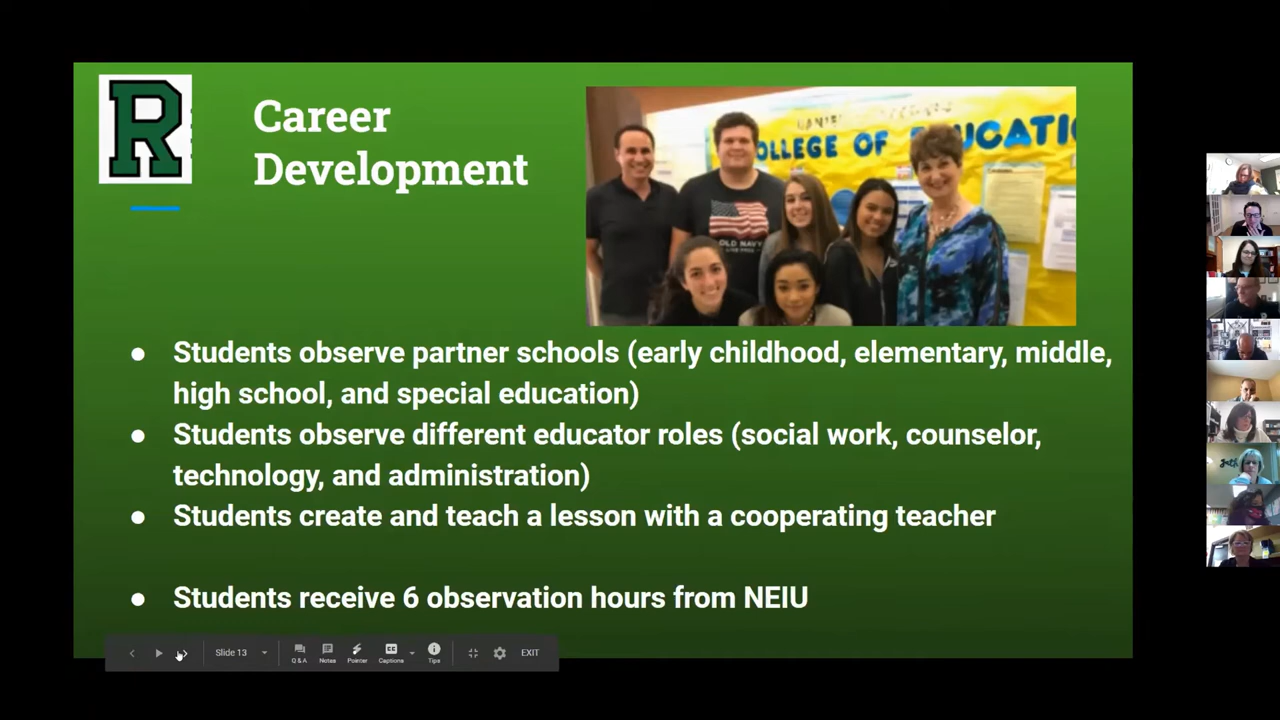 R
Career
Development
COLLEGE OF EDUCATI
OLD NAVY
● Students observe partner schools (early childhood, elementary, middle,
high school, and special education)
● Students observe different educator roles (social work, counselor,
technology, and administration)
● Students create and teach a lesson with a cooperating teacher
● Students receive 6 observation hours from NEIU
Slide 13
Q & A
Notes
Pointer
CC
Captions
Tips
EXIT